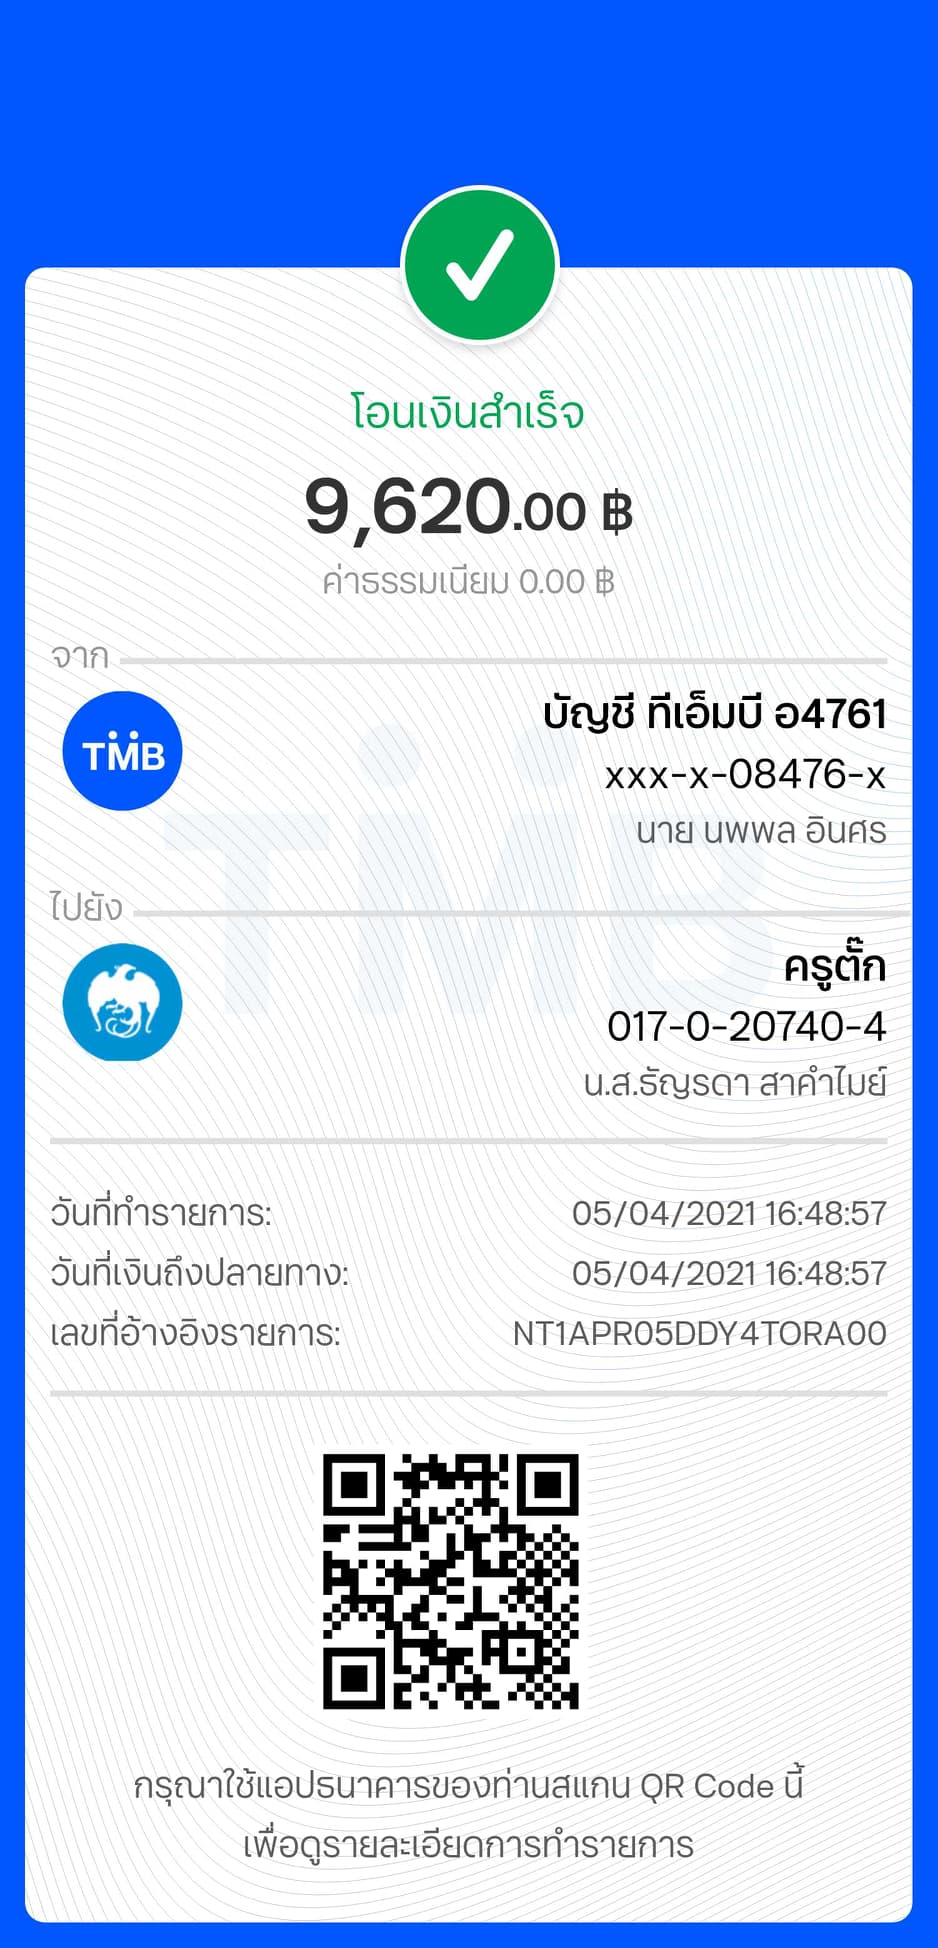 โอนเงินสำเร็จ
9,620.00 ฿
ค่าธรรมเนียม 0.00 ฿
จาก
TMB
บัญชี ทีเอ็มบี อ4761
xxx-x-08476-x
นาย นพพล อินศร
TMB
ไปยัง
ครูตั๊ก
017-0-20740-4
น.ส.ธัญรดา สาคำไมย์
วันที่ทำรายการ: 05/04/2021 16:48:57
วันที่เงินถึงปลายทาง: 05/04/2021 16:48:57
เลขที่อ้างอิงรายการ: NT1APR05DDY4TORA00
กรุณาใช้แอปธนาคารของท่านสแกน QR Code นี้
เพื่อดูรายละเอียดการทำรายการ